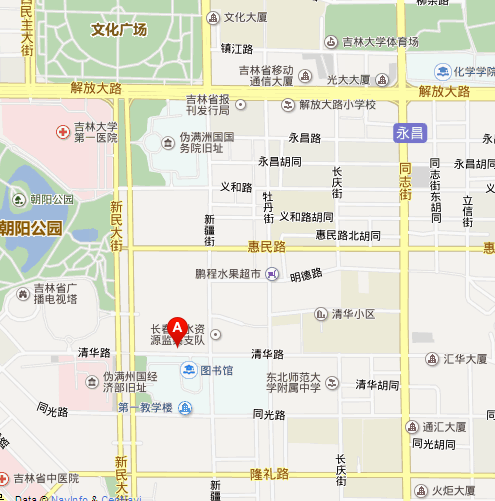 柳条路
民主大街
文化大厦
文化广场
镇江路
吉林大学体育场
吉林省移动
通信大厦
光大大厦
化学学院
解放大路
解放大路
吉林省报
刊发行局
解放大路小学校
吉林大学
第一医院
永昌
伪满洲国国
务院旧址
永昌路
永昌胡同
长庆街
同志街
同志街东胡同
立信街
义和路
牡丹街
朝阳公园
朝阳公园
新民大街
新疆街
义和路胡同
惠民路北胡同
惠民路
鹏程水果超市
明德路
吉林省广
播电视塔
清华小区
A
长春
水资
源监
支队
清华路
汇华大厦
图书馆
伪满州国经
济部旧址
东北师范大
学附属中学
清华胡同
同光路
第一教学楼
同光路
通汇大厦
同光胡同
吉林省中医院
新民大街
新疆街
隆礼路
长庆街
火炬大厦
Data © NavInfo & CenNavi